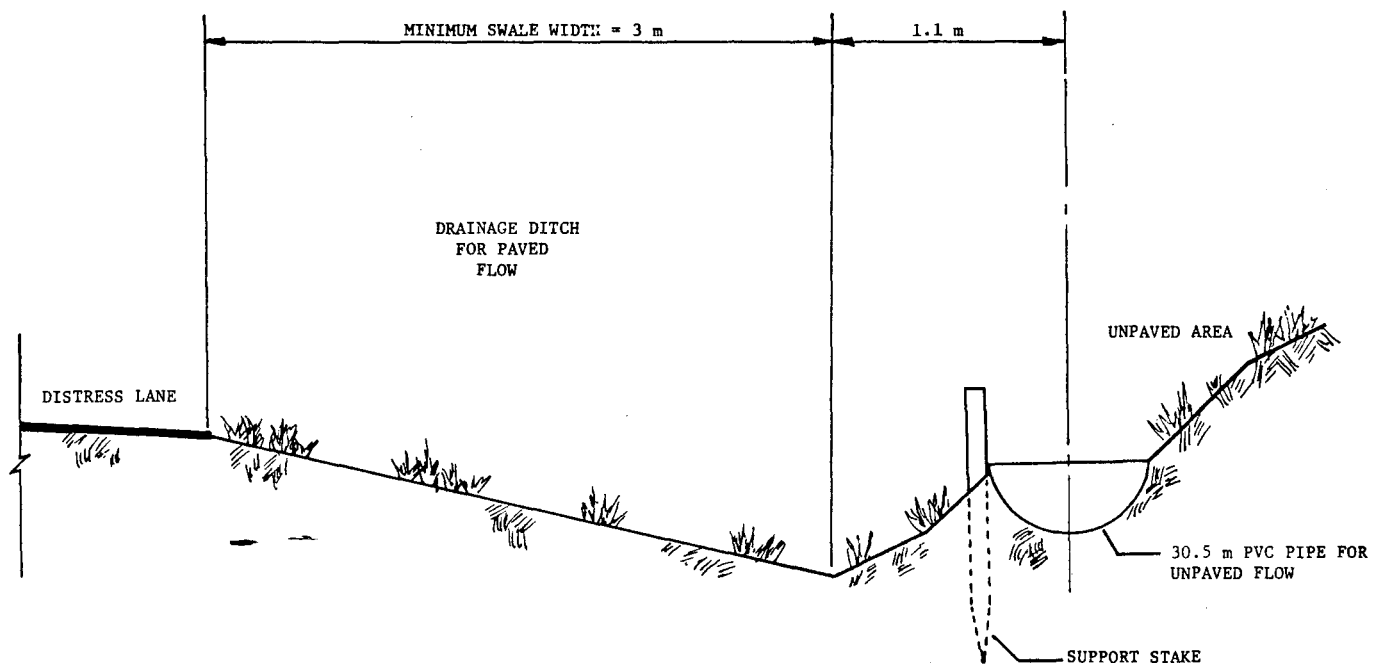 MINIMUM SWALE WIDTH = 3 m
1.1 m
DRAINAGE DITCH
FOR PAVED
FLOW
UNPAVED AREA
DISTRESS LANE
30.5 m PVC PIPE FOR
UNPAVED FLOW
SUPPORT STAKE